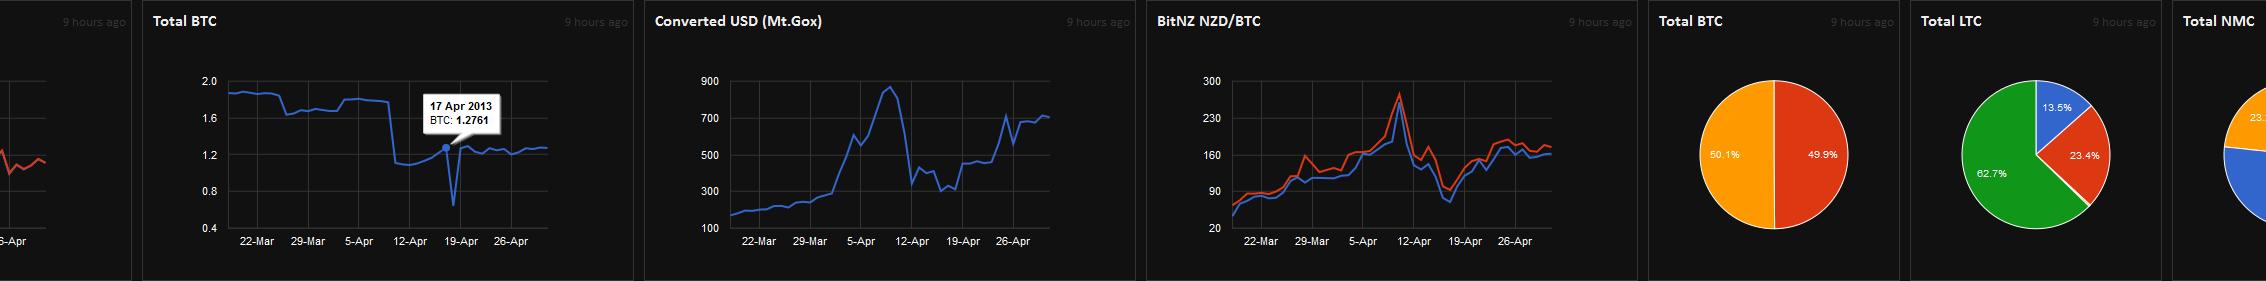 9 hours ago
6-Apr
Total BTC
9 hours ago
2.0
1.6
1.2
0.8
0.4
17 Apr 2013
BTC: 1.2761
22-Mar 29-Mar 5-Apr 12-Apr 19-Apr 26-Apr
Converted USD (Mt.Gox)
9 hours ago
900
700
500
300
100
22-Mar 29-Mar 5-Apr 12-Apr 19-Apr 26-Apr
BitNZ NZD/BTC
9 hours ago
300
230
160
90
20
22-Mar 29-Mar 5-Apr 12-Apr 19-Apr 26-Apr
Total BTC
9 hours ago
50.1%
49.9%
Total LTC
9 hours ago
13.5%
23.4%
62.7%
Total NMC
23.